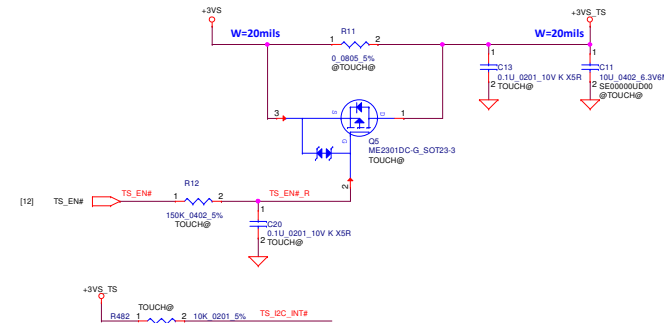 +3VS
+3VS_TS
W=20mils
R11
W=20mils
1
2
0_0805_5%
@TOUCH@
1
C13
0.1U_0201_10V K X5R
2
TOUCH@
1
C11
10U_0402_6.3V6M
2
SE00000UD00
@TOUCH@
3
S
D
1
G
Q5
ME2301DC-G_SOT23-3
TOUCH@
2
[12]
TS_EN#
TS_EN#
1
R12
2
150K_0402_5%
TOUCH@
TS_EN#_R
1
C20
0.1U_0201_10V K X5R
2
TOUCH@
+3VS_TS
TOUCH@
R482
1
2
10K_0201_5%
TS_I2C_INT#